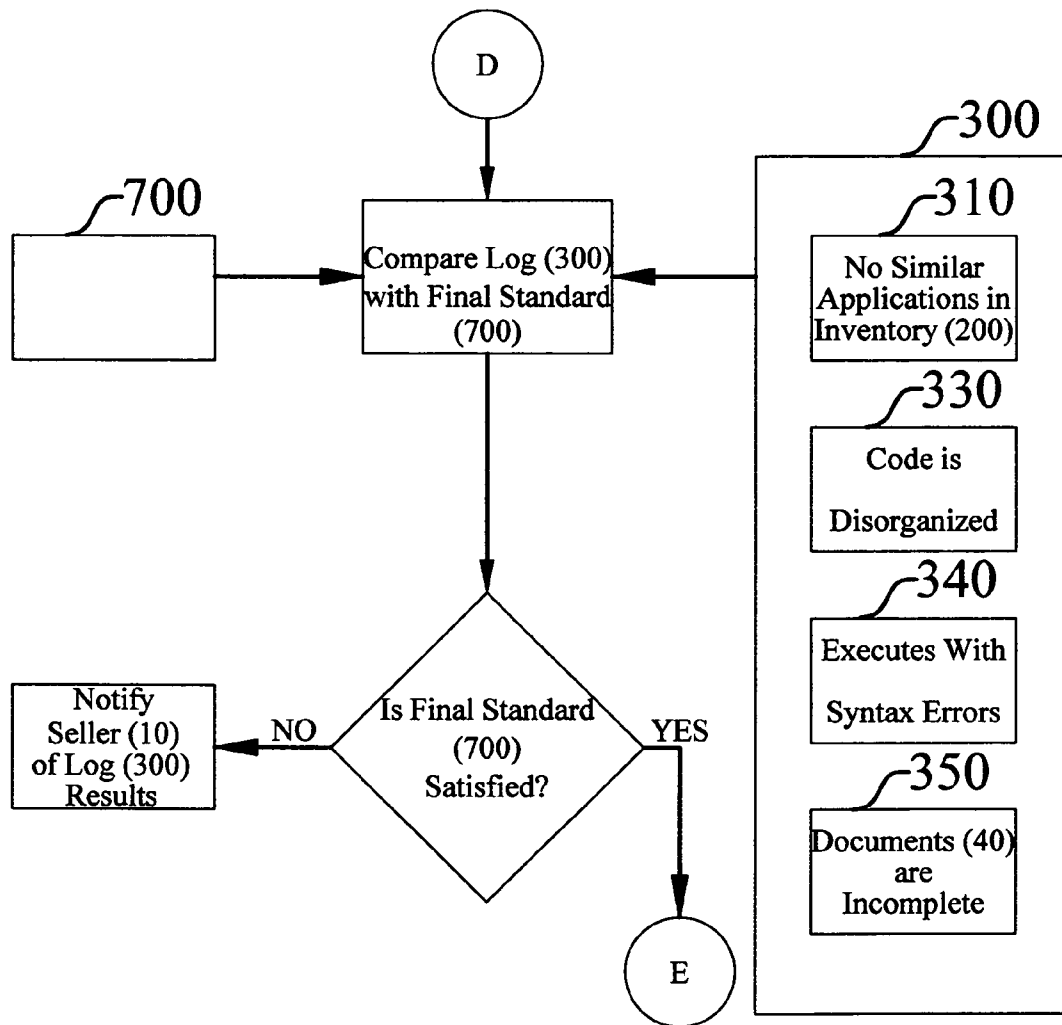 D
300
700
310
Compare Log (300)
with Final Standard
(700)
No Similar
Applications in
Inventory (200)
330
Code is
Disorganized
340
Executes With
Syntax Errors
Notify
Seller (10)
of Log (300)
Results
NO
Is Final Standard
(700)
Satisfied?
YES
350
Documents (40)
are
Incomplete
E